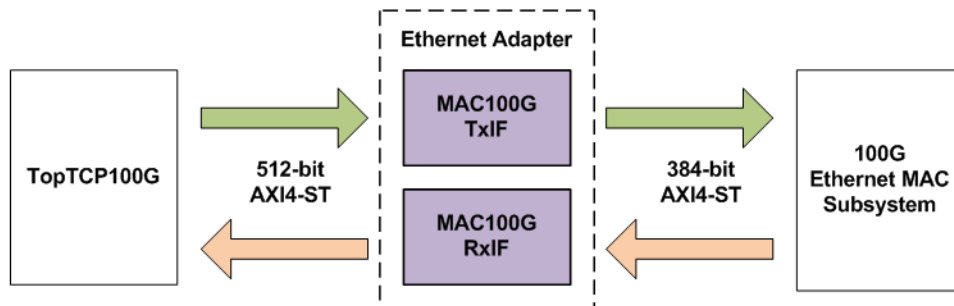 Ethernet Adapter
MAC100G
TxIF
TopTCP100G
512-bit
AXI4-ST
384-bit
AXI4-ST
100G
Ethernet MAC
Subsystem
MAC100G
RxIF